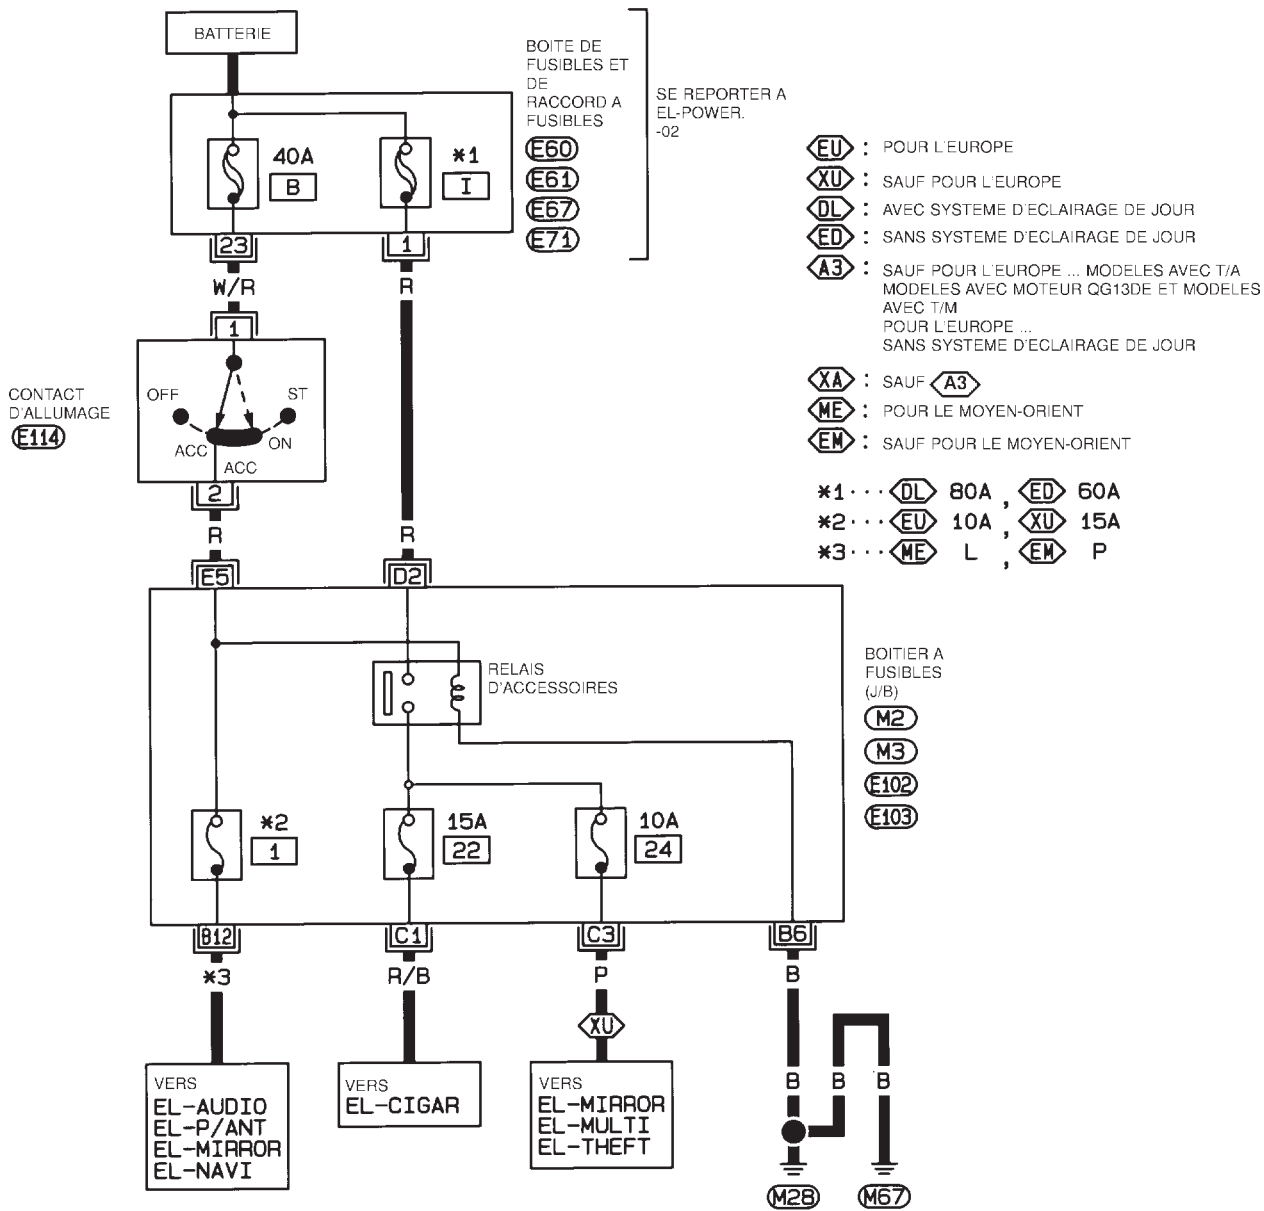 BATTERIE
BOITE DE
FUSIBLES ET
DE
RACCORD A
FUSIBLES
E60
E61
E67
E71
SE REPORTER A
EL-POWER.
-02
40A
B
*1
I
23
1
W/R
R
1
CONTACT
D'ALLUMAGE
E114
OFF
ST
ACC
ON
ACC
2
R
R
E5
D2
EU : POUR L'EUROPE
XU : SAUF POUR L'EUROPE
DL : AVEC SYSTEME D'ECLAIRAGE DE JOUR
ED : SANS SYSTEME D'ECLAIRAGE DE JOUR
A3 : SAUF POUR L'EUROPE ... MODELES AVEC T/A
MODELES AVEC MOTEUR QG13DE ET MODELES
AVEC T/M
POUR L'EUROPE ...
SANS SYSTEME D'ECLAIRAGE DE JOUR
XA : SAUF A3
ME : POUR LE MOYEN-ORIENT
EM : SAUF POUR LE MOYEN-ORIENT
*1··· DL 80A , ED 60A
*2··· EU 10A , XU 15A
*3··· ME L , EM P
RELAIS
D'ACCESSOIRES
BOITIER A
FUSIBLES
(J/B)
M2
M3
E102
E103
*2
1
15A
22
10A
24
B12
C1
C3
B6
*3
R/B
P
B
XU
VERS
EL-AUDIO
EL-P/ANT
EL-MIRROR
EL-NAVI
VERS
EL-CIGAR
VERS
EL-MIRROR
EL-MULTI
EL-THEFT
B
B
B
M28
M67